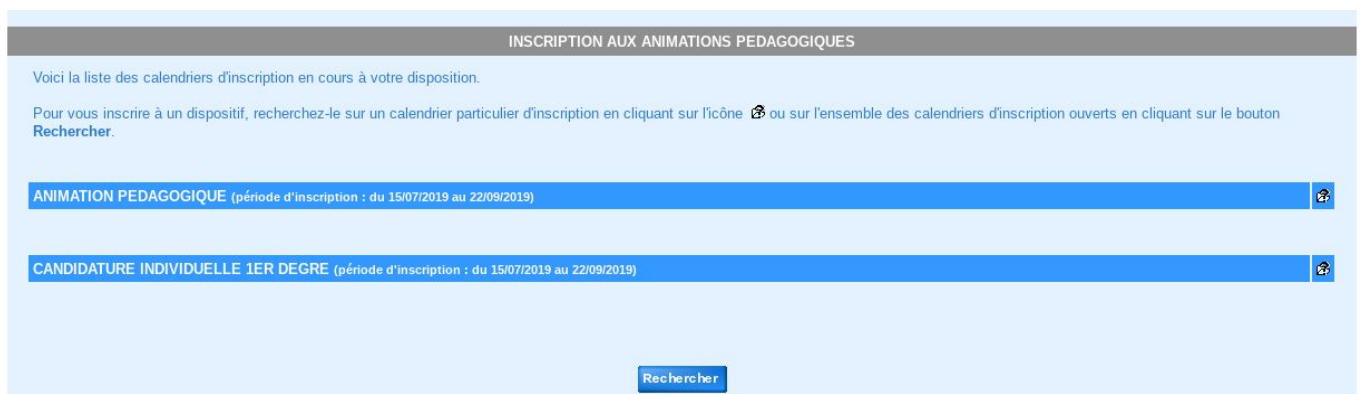 INSCRIPTION AUX ANIMATIONS PEDAGOGIQUES
Voici la liste des calendriers d'inscription en cours à votre disposition.
Pour vous inscrire à un dispositif, recherchez-le sur un calendrier particulier d'inscription en cliquant sur l'icône ou sur l'ensemble des calendriers d'inscription ouverts en cliquant sur le bouton
Rechercher.
ANIMATION PEDAGOGIQUE (période d'inscription : du 15/07/2019 au 22/09/2019)
CANDIDATURE INDIVIDUELLE 1ER DEGRE (période d'inscription : du 15/07/2019 au 22/09/2019)
Rechercher